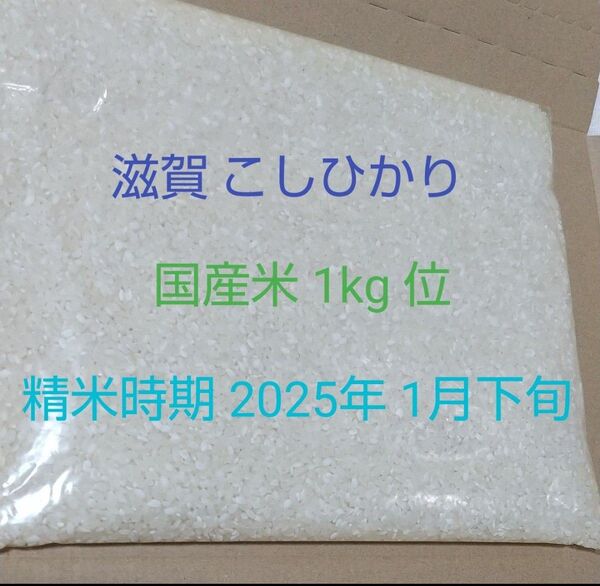 滋賀 こしひかり
国産米 1kg 位
精米時期 2025年 1月下旬